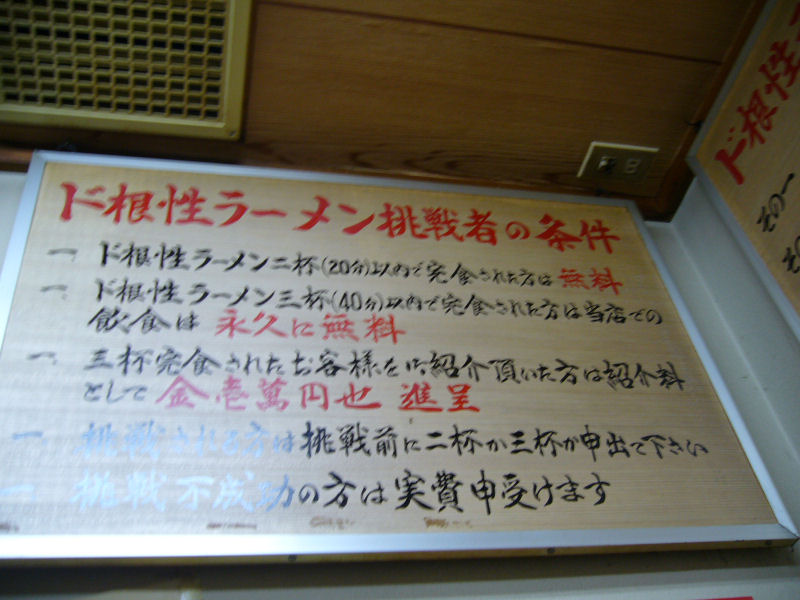 ド根性ラーメン挑戦者の条件
一、ド根性ラーメン二杯(20分)以内で完食された方は 無料
一、ド根性ラーメン三杯(40分)以内で完食された方は当店での
飲食は 永久に無料
一、三杯完食されたお客様を御紹介頂いた方は紹介料
として 金壱萬円也 進呈
一、挑戦される方は挑戦前に二杯か三杯か申出て下さい
一、挑戦不成功の方は実費申受けます
ド根性
その一
その